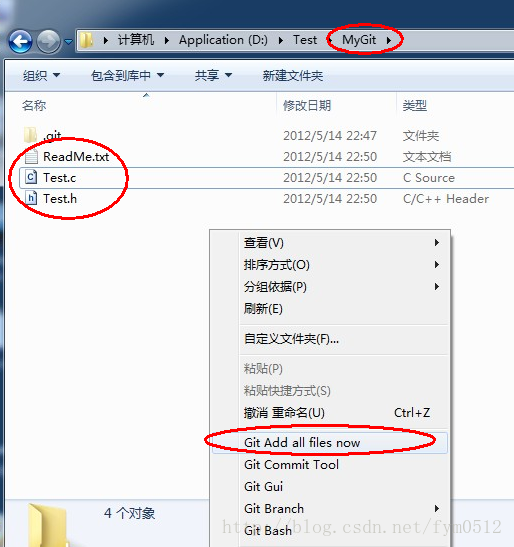 计算机 Application (D:) Test MyGit
组织 包含到库中 共享 新建文件夹
名称 修改日期 类型
.git 2012/5/14 22:47 文件夹
ReadMe.txt 2012/5/14 22:50 文本文档
Test.c 2012/5/14 22:50 C Source
Test.h 2012/5/14 22:50 C/C++ Header
查看(V)
排序方式(O)
分组依据(P)
刷新(E)
自定义文件夹(F)...
粘贴(P)
粘贴快捷方式(S)
撤消 重命名(U) Ctrl+Z
Git Add all files now
Git Commit Tool
Git Gui
Git Branch
Git Bash
4 个对象
http://blog.csdn.net/fym0512